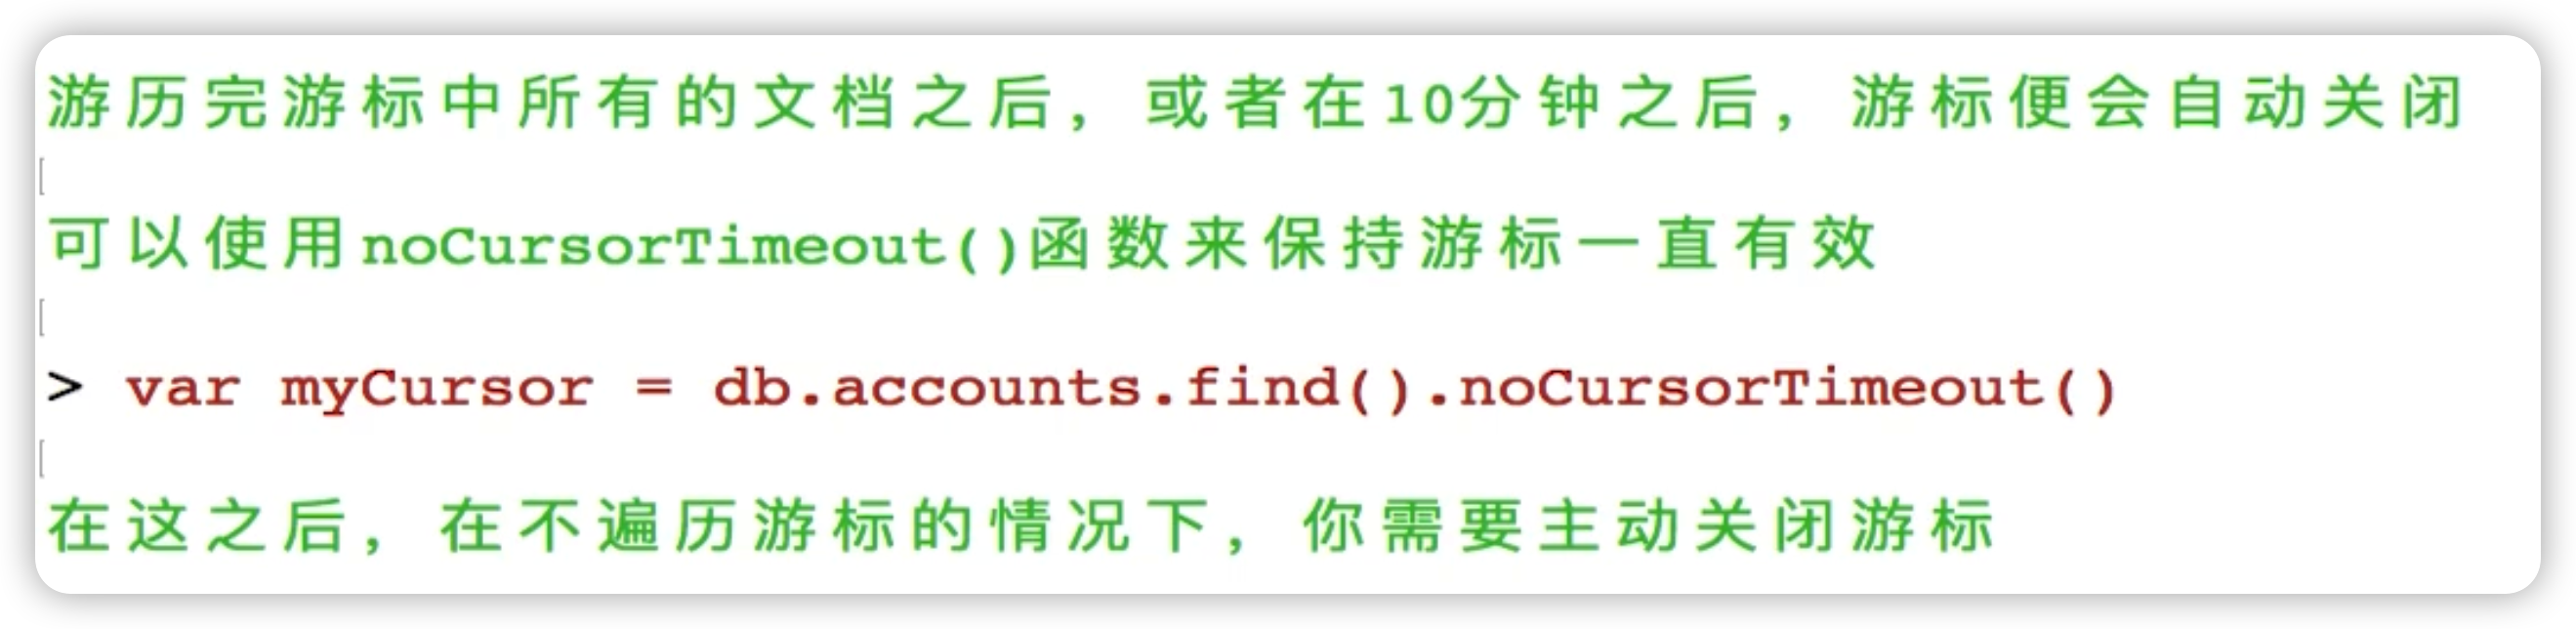 游历完游标中所有的文档之后，或者在10分钟之后，游标便会自动关闭
可以使用noCursorTimeout()函数来保持游标一直有效
> var myCursor = db.accounts.find().noCursorTimeout()
在这之后，在不遍历游标的情况下，你需要主动关闭游标